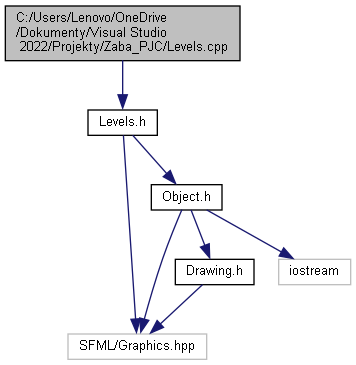 C:/Users/Lenovo/OneDrive
/Dokumenty/Visual Studio
2022/Projekty/Zaba_PJC/Levels.cpp
Levels.h
Object.h
Drawing.h
iostream
SFML/Graphics.hpp